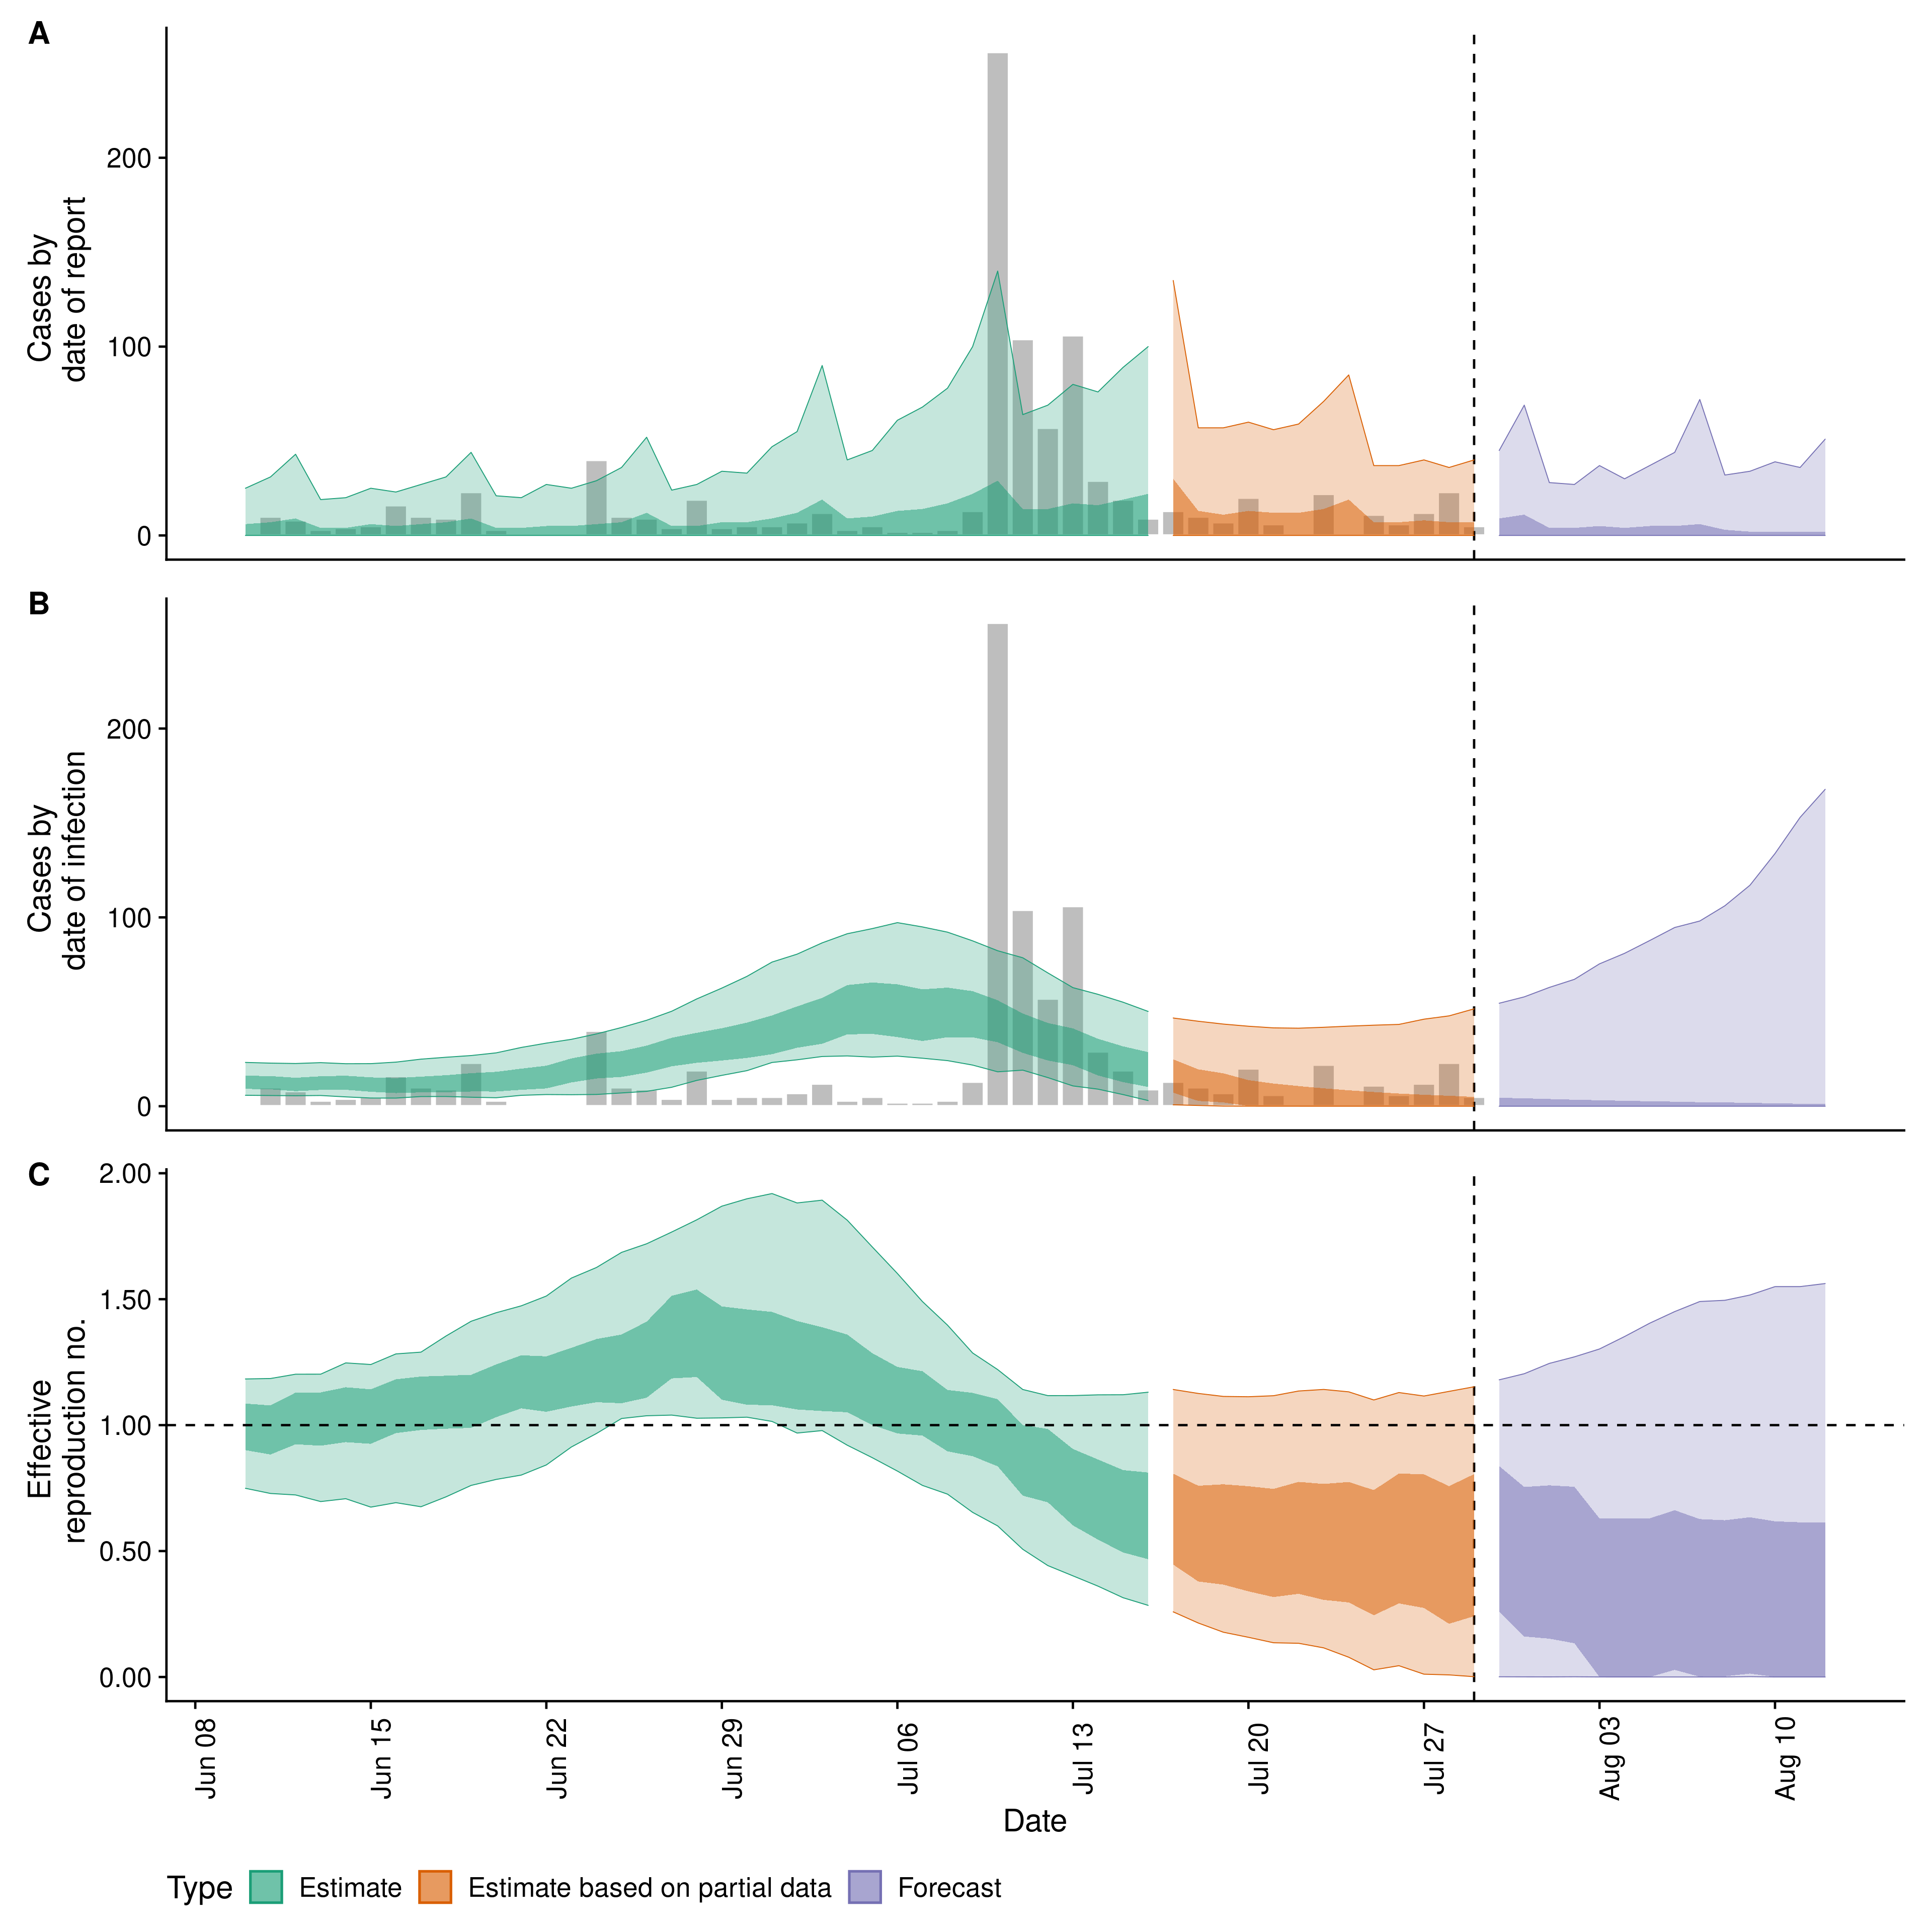 A
Cases by
date of report
200
100
0
B
Cases by
date of infection
200
100
0
C
Effective
reproduction no.
2.00
1.50
1.00
0.50
0.00
Jun 08
Jun 15
Jun 22
Jun 29
Jul 06
Jul 13
Jul 20
Jul 27
Aug 03
Aug 10
Date
Type Estimate Estimate based on partial data Forecast